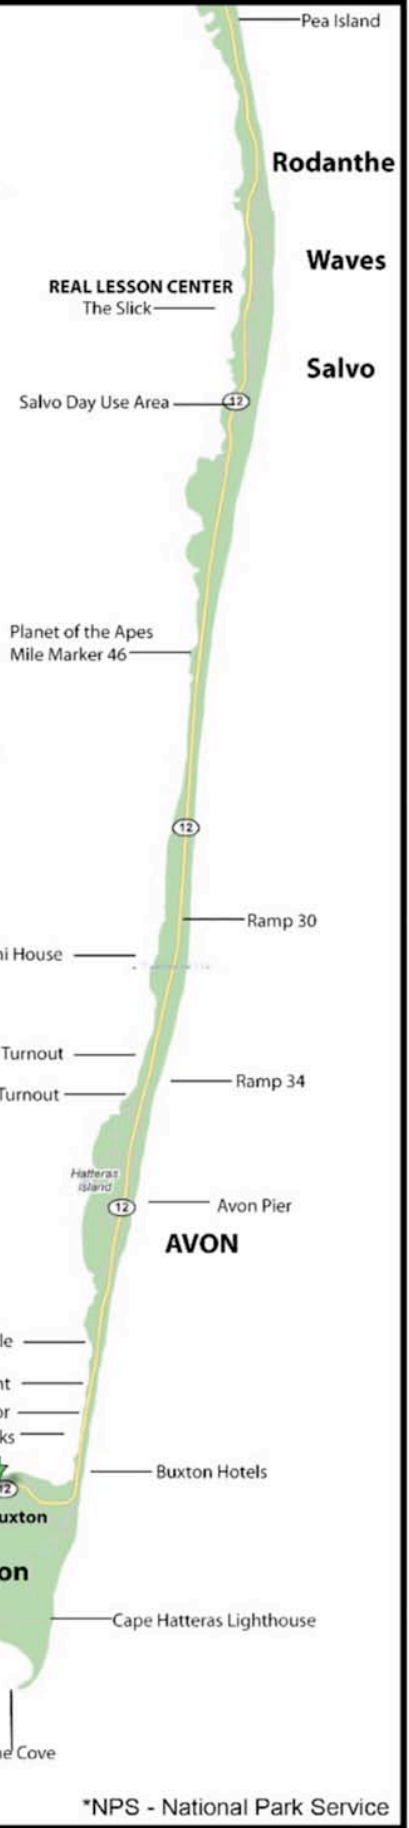 Pea Island
Rodanthe
Waves
REAL LESSON CENTER
The Slick
Salvo
Salvo Day Use Area
12
Planet of the Apes
Mile Marker 46
12
Ramp 30
House
Turnout
Ramp 34
Turnout
Hatteras
Island
12
Avon Pier
AVON
Buxton Hotels
Cape Hatteras Lighthouse
Cove
*NPS - National Park Service